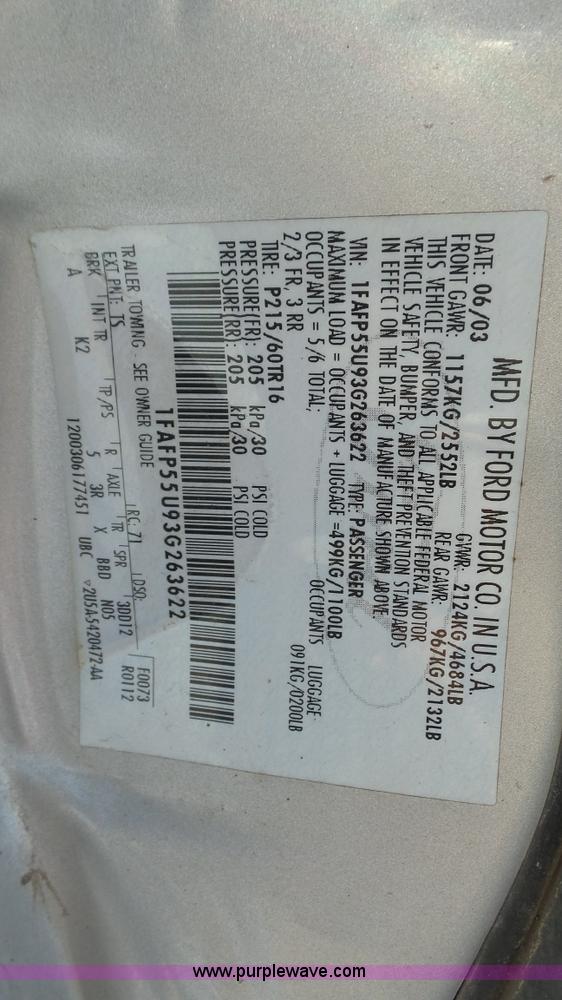 MFD. BY FORD MOTOR CO. IN U.S.A.
DATE: 06/03 GVWR: 2124KG/4684LB
FRONT GAWR: 1157KG/2552LB REAR GAWR: 967KG/2132LB
THIS VEHICLE CONFORMS TO ALL APPLICABLE FEDERAL MOTOR
VEHICLE SAFETY, BUMPER, AND THEFT PREVENTION STANDARDS
IN EFFECT ON THE DATE OF MANUFACTURE SHOWN ABOVE.
VIN: 1FAFP55U93G263622 TYPE: PASSENGER
MAXIMUM LOAD = OCCUPANTS + LUGGAGE =499KG/1100LB
OCCUPANTS = 5/6 TOTAL; OCCUPANTS LUGGAGE
2/3 FR, 3 RR 091KG/0200LB
TIRE: P215/60TR16
PRESSURE(FR): 205 kPa/30 PSI COLD
PRESSURE(RR): 205 kPa/30 PSI COLD
1FAFP55U93G263622
TRAILER TOWING - SEE OWNER GUIDE F0073
EXT PNT: TS RC: 71 DSO: R0112
BRK INT TR TP/PS R AXLE TR SPR 3DD12
A K2 5 3R X BBD N05
1200306177451 UBC 2U5A-5420472-AA
www.purplewave.com